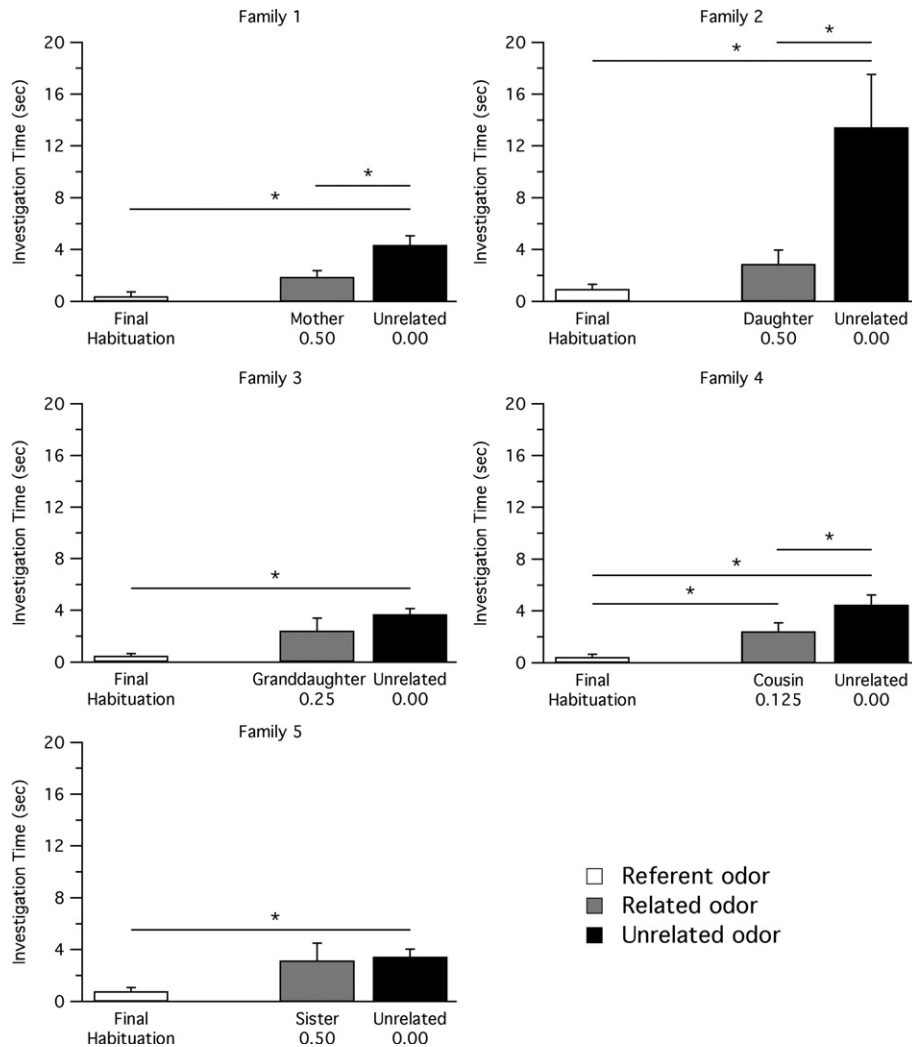 Family 1
Investigation Time (sec)
20
16
12
8
4
0
*
*
Final
Habituation
Mother
0.50
Unrelated
0.00
Family 2
Investigation Time (sec)
20
16
12
8
4
0
*
*
Final
Habituation
Daughter
0.50
Unrelated
0.00
Family 3
Investigation Time (sec)
20
16
12
8
4
0
*
Final
Habituation
Granddaughter
0.25
Unrelated
0.00
Family 4
Investigation Time (sec)
20
16
12
8
4
0
*
*
*
Final
Habituation
Cousin
0.125
Unrelated
0.00
Family 5
Investigation Time (sec)
20
16
12
8
4
0
*
Final
Habituation
Sister
0.50
Unrelated
0.00
Referent odor
Related odor
Unrelated odor